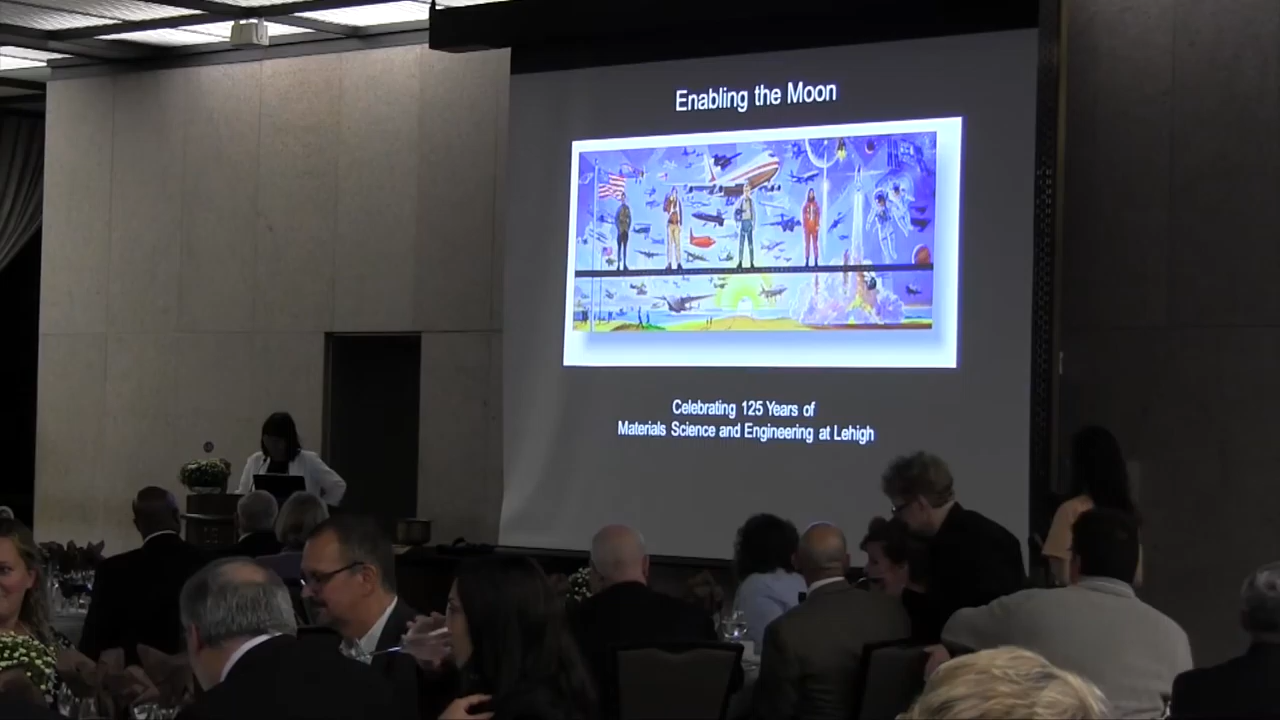 Enabling the Moon
Celebrating 125 Years of
Materials Science and Engineering at Lehigh